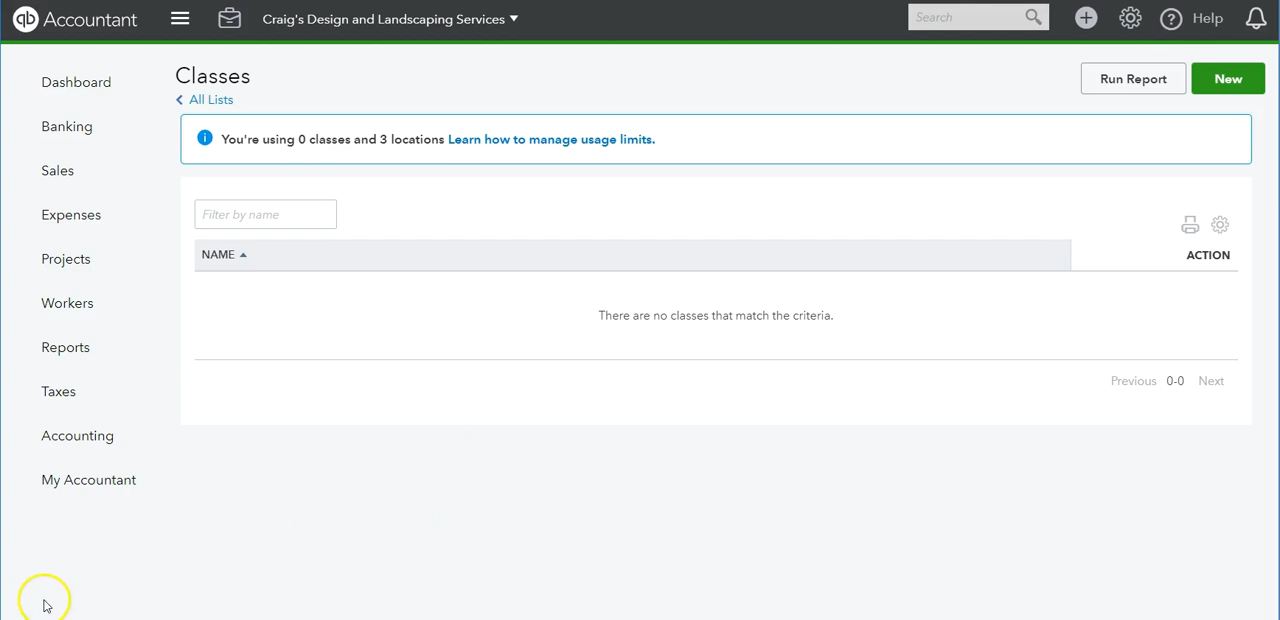 qb Accountant Craig's Design and Landscaping Services Search Help
Dashboard
Banking
Sales
Expenses
Projects
Workers
Reports
Taxes
Accounting
My Accountant
Classes
All Lists
Run Report New
You're using 0 classes and 3 locations Learn how to manage usage limits.
Filter by name
NAME ACTION
There are no classes that match the criteria.
Previous 0-0 Next